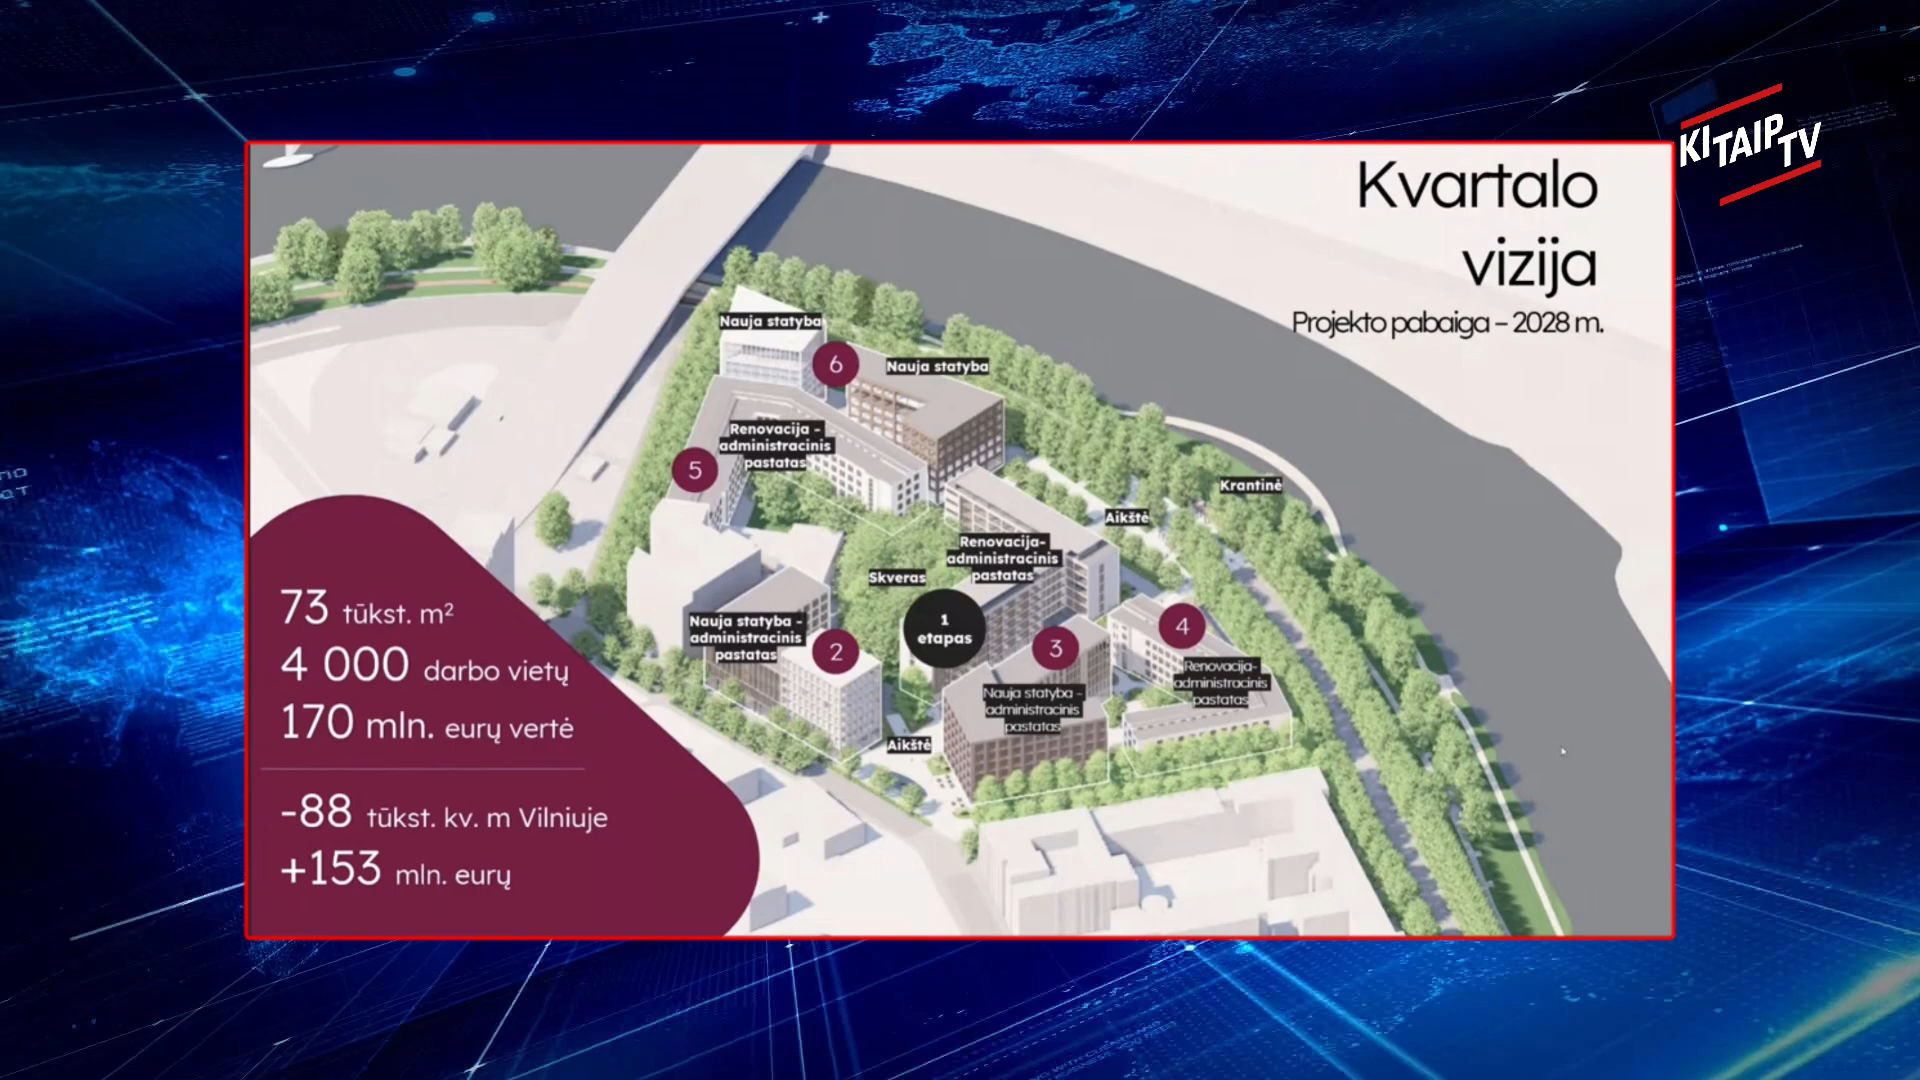 KITAIP TV
Kvartalo
vizija
Projekto pabaiga – 2028 m.
Nauja statyba
6
Nauja statyba
Renovacija -
administracinis
pastatas
5
Krantinė
Aikštė
Renovacija-
administracinis
pastatas
Skveras
1
etapas
Nauja statyba -
administracinis
pastatas
2
3
4
Renovacija-
administracinis
pastatas
Nauja statyba -
administracinis
pastatas
Aikštė
73 tūkst. m²
4 000 darbo vietų
170 mln. eurų vertė
-88 tūkst. kv. m Vilniuje
+153 mln. eurų